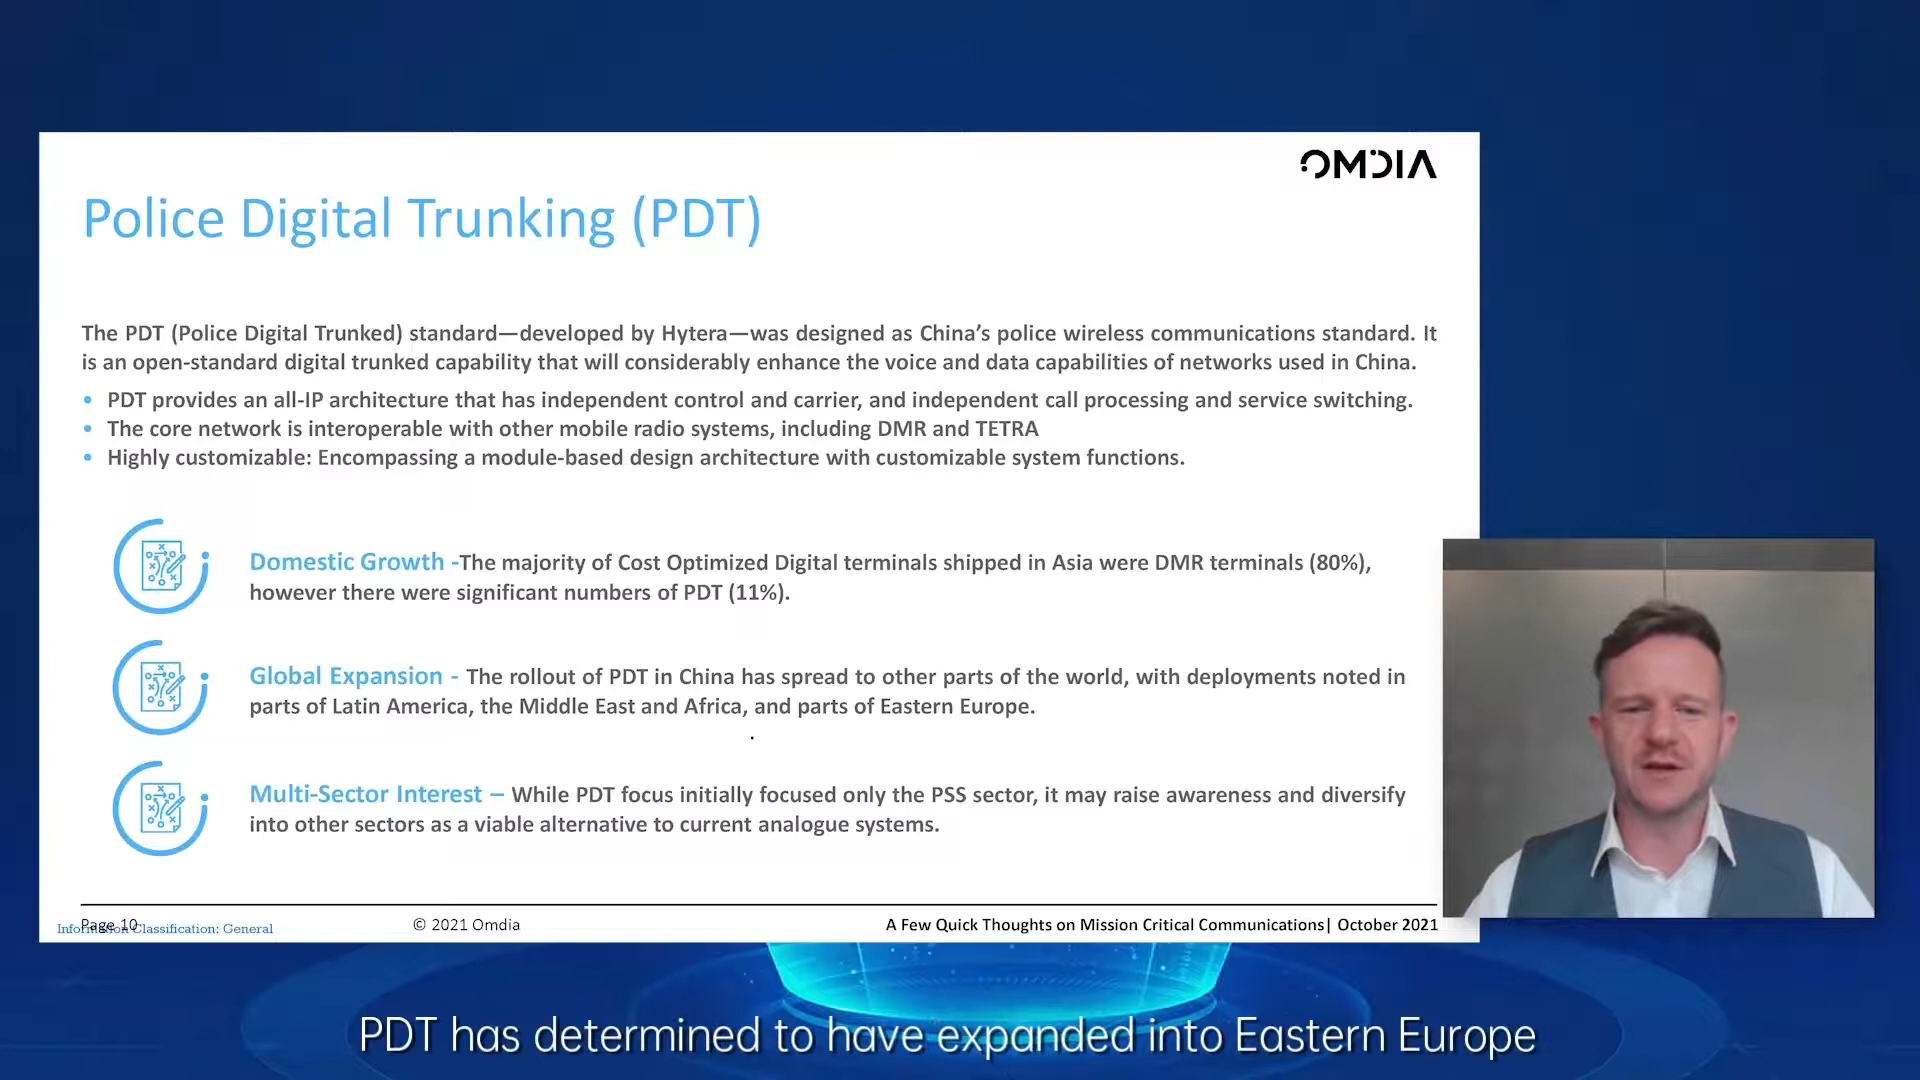 OMDIA
Police Digital Trunking (PDT)
The PDT (Police Digital Trunked) standard—developed by Hytera—was designed as China’s police wireless communications standard. It
is an open-standard digital trunked capability that will considerably enhance the voice and data capabilities of networks used in China.
• PDT provides an all-IP architecture that has independent control and carrier, and independent call processing and service switching.
• The core network is interoperable with other mobile radio systems, including DMR and TETRA
• Highly customizable: Encompassing a module-based design architecture with customizable system functions.
Domestic Growth -The majority of Cost Optimized Digital terminals shipped in Asia were DMR terminals (80%),
however there were significant numbers of PDT (11%).
Global Expansion - The rollout of PDT in China has spread to other parts of the world, with deployments noted in
parts of Latin America, the Middle East and Africa, and parts of Eastern Europe.
.
Multi-Sector Interest – While PDT focus initially focused only the PSS sector, it may raise awareness and diversify
into other sectors as a viable alternative to current analogue systems.
Page 10
Information Classification: General
© 2021 Omdia
A Few Quick Thoughts on Mission Critical Communications| October 2021
PDT has determined to have expanded into Eastern Europe